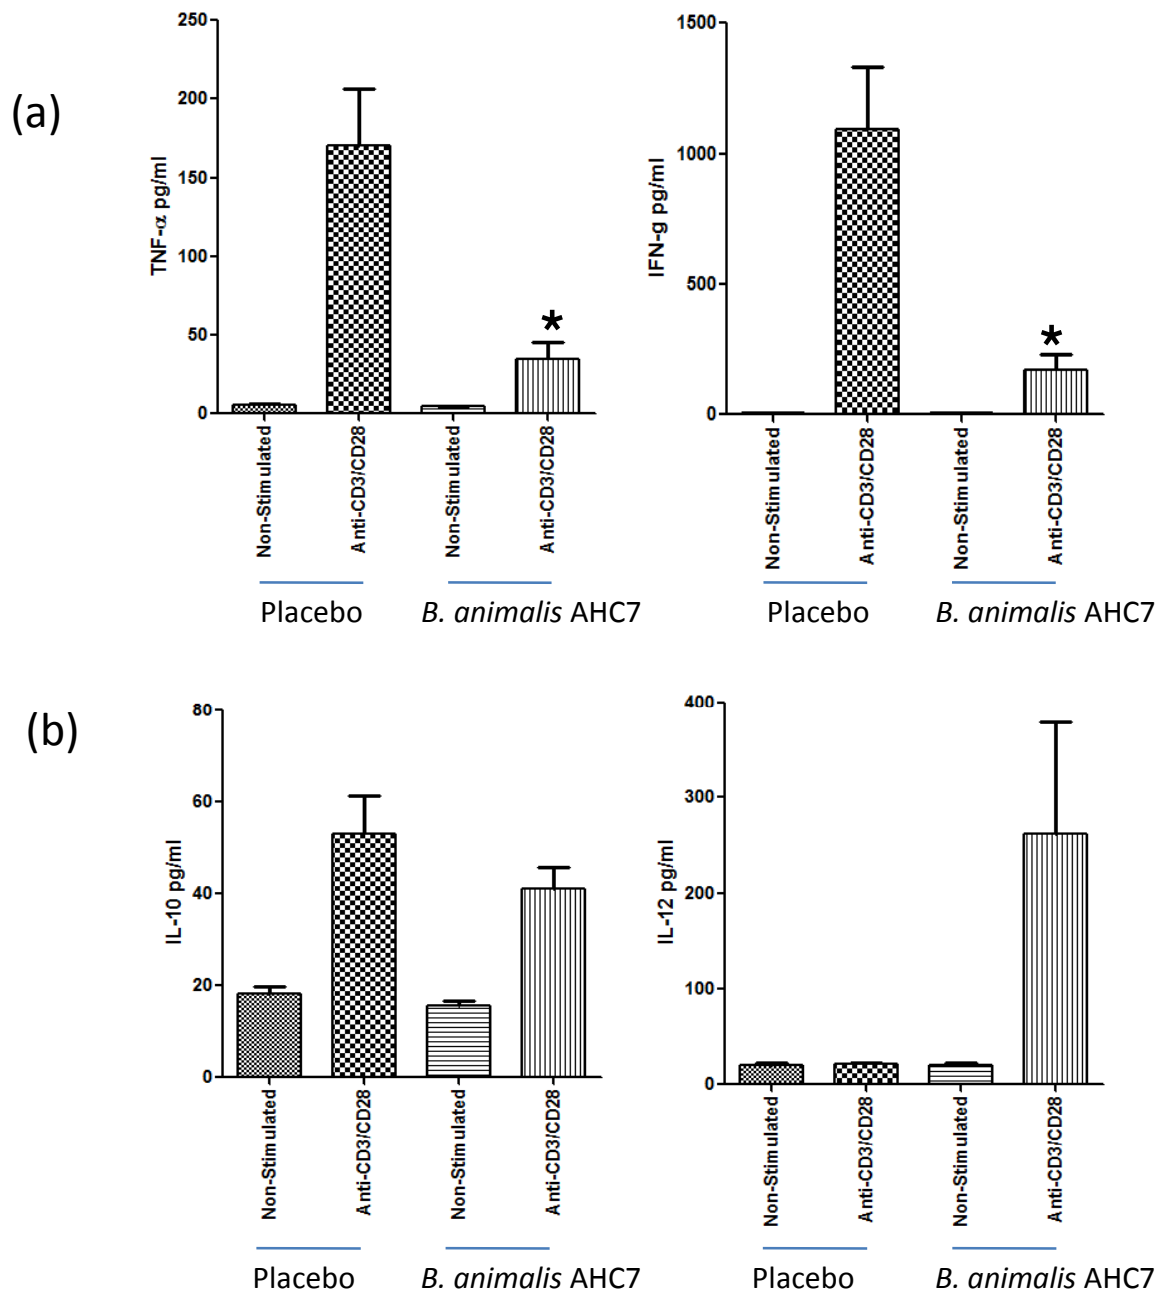 (a)
TNF-α pg/ml
250
200
150
100
50
0
*
Non-Stimulated
Anti-CD3/CD28
Non-Stimulated
Anti-CD3/CD28
Placebo
B. animalis AHC7
IFN-g pg/ml
1500
1000
500
0
*
Non-Stimulated
Anti-CD3/CD28
Non-Stimulated
Anti-CD3/CD28
Placebo
B. animalis AHC7
(b)
IL-10 pg/ml
80
60
40
20
0
Non-Stimulated
Anti-CD3/CD28
Non-Stimulated
Anti-CD3/CD28
Placebo
B. animalis AHC7
IL-12 pg/ml
400
300
200
100
0
Non-Stimulated
Anti-CD3/CD28
Non-Stimulated
Anti-CD3/CD28
Placebo
B. animalis AHC7